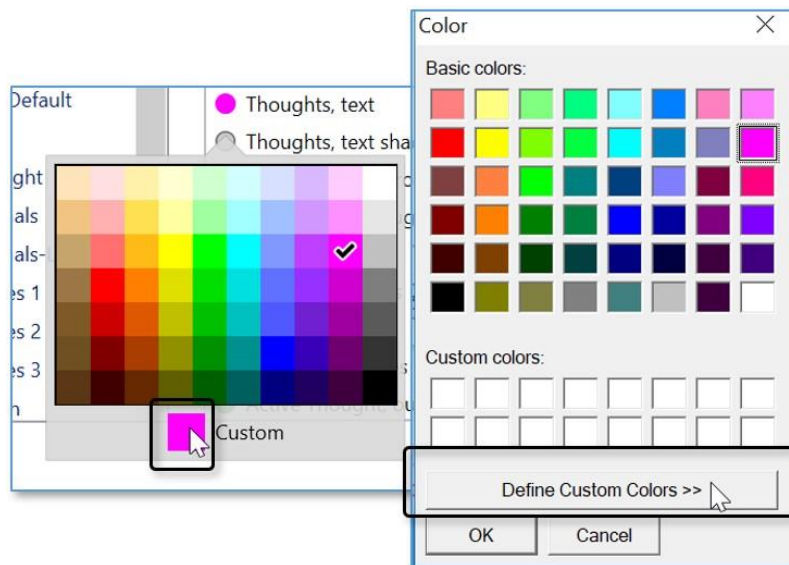 Default
Thoughts, text
Thoughts, text sha
ght
als
als-
es 1
es 2
es 3
Custom
Color
Basic colors:
Custom colors:
Define Custom Colors >>
OK
Cancel